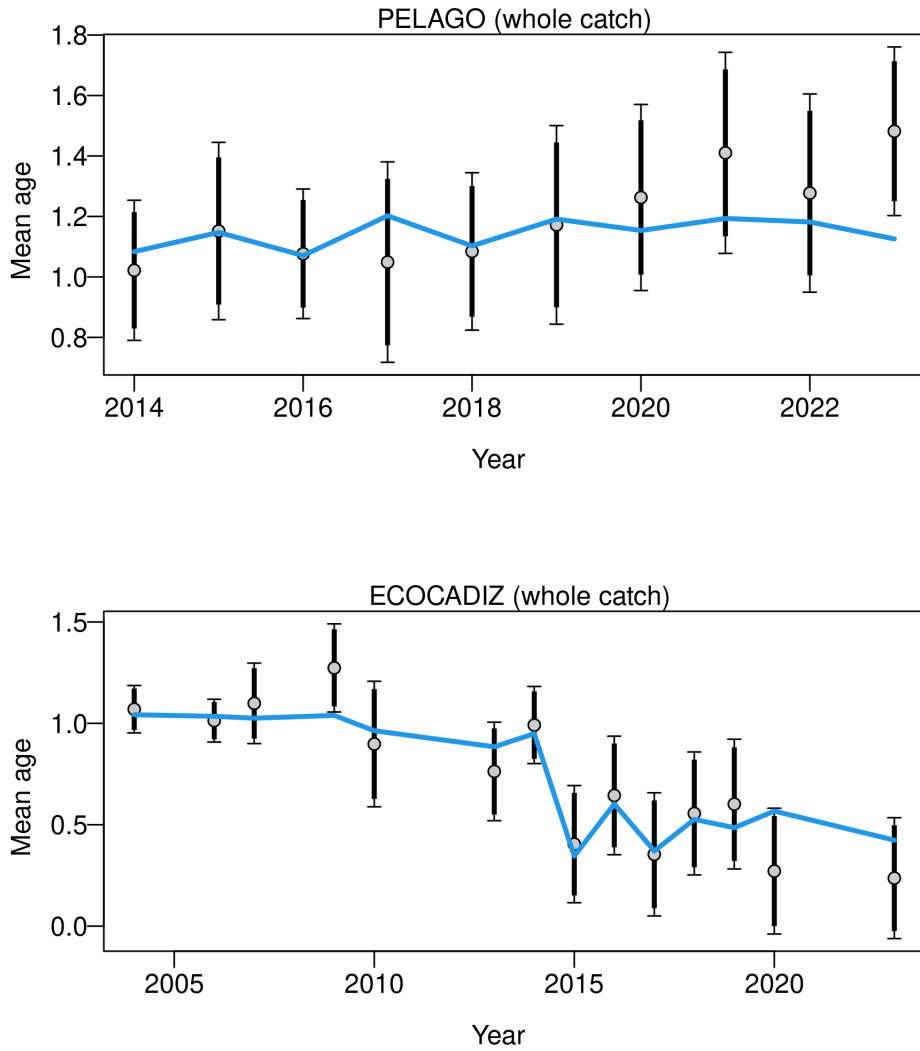 PELAGO (whole catch)
1.8
1.6
1.4
1.2
1.0
0.8
Mean age
2014 2016 2018 2020 2022
Year
ECOCADIZ (whole catch)
1.5
1.0
0.5
0.0
Mean age
2005 2010 2015 2020
Year